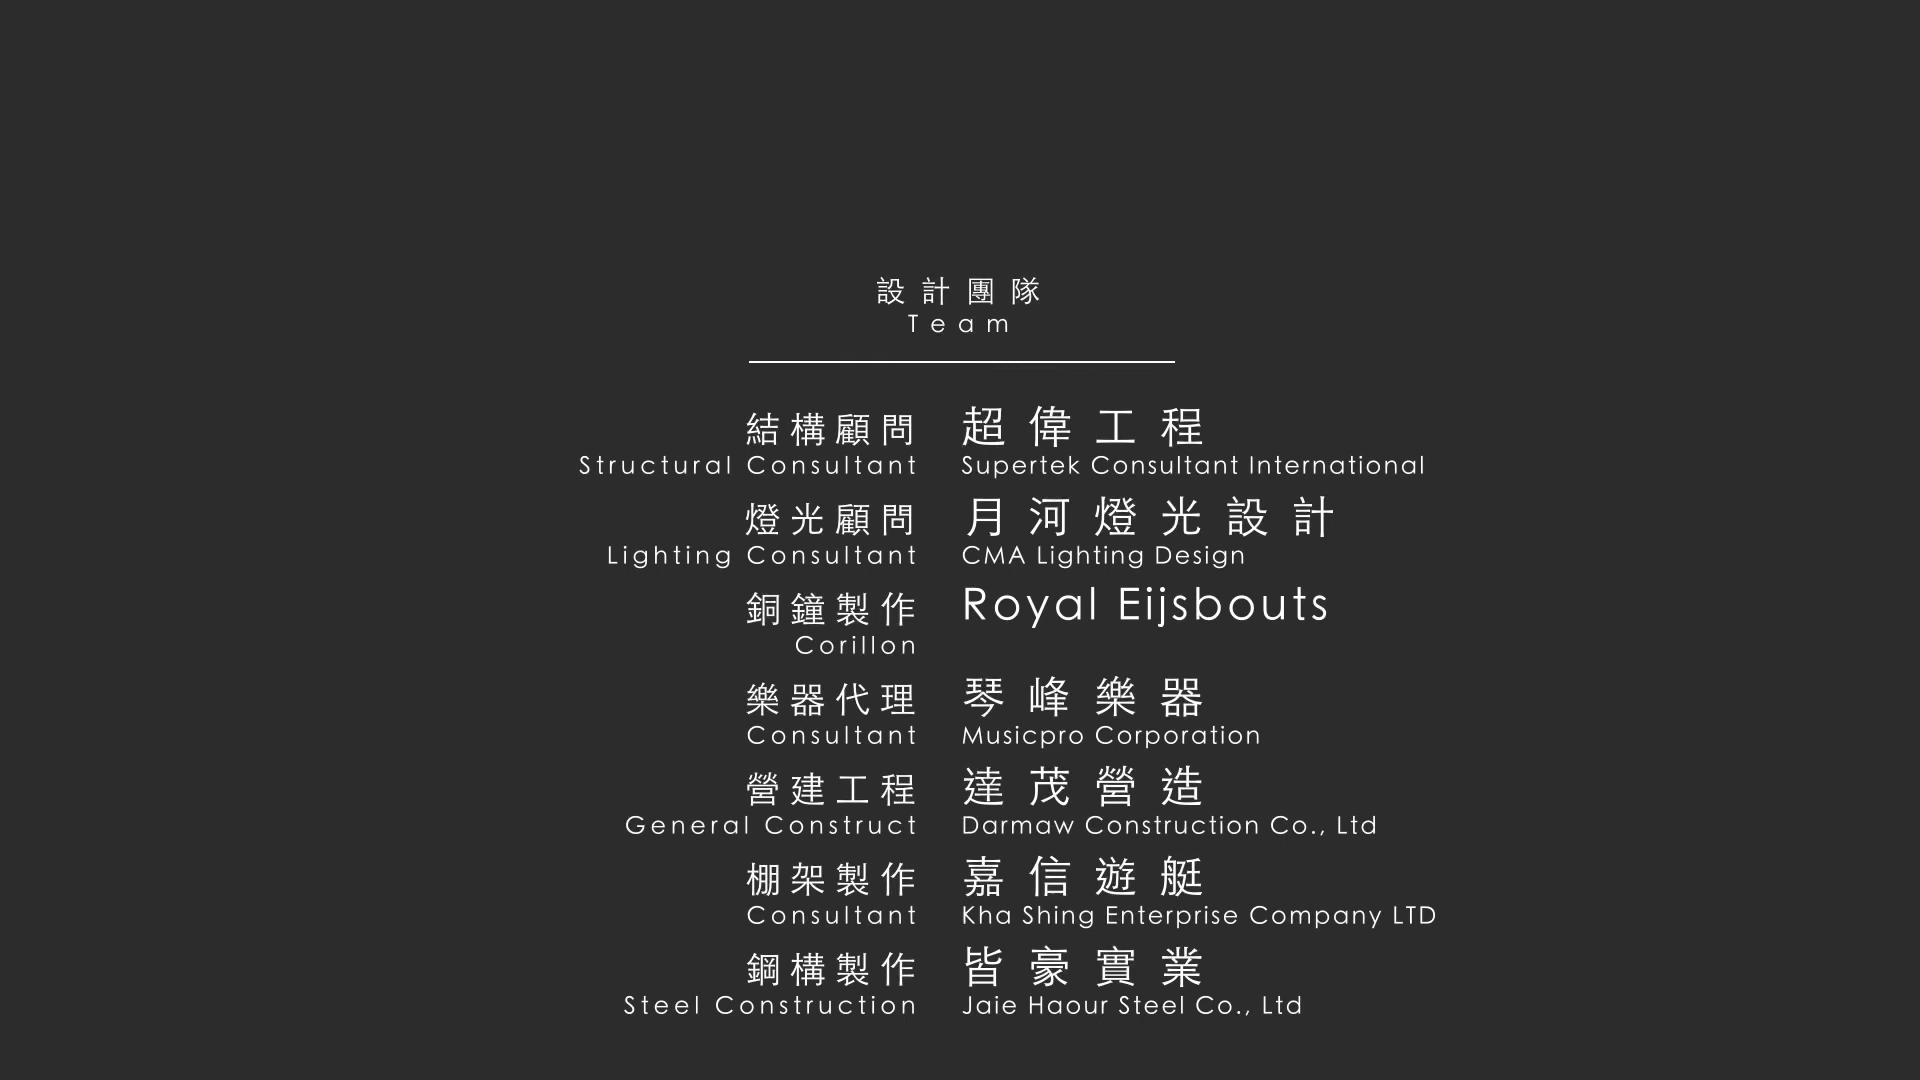 設計團隊
Team
結構顧問 超偉工程
Structural Consultant Supertek Consultant International
燈光顧問 月河燈光設計
Lighting Consultant CMA Lighting Design
銅鐘製作 Royal Eijsbouts
Corillon
樂器代理 琴峰樂器
Consultant Musicpro Corporation
營建工程 達茂營造
General Construct Darmaw Construction Co., Ltd
棚架製作 嘉信遊艇
Consultant Kha Shing Enterprise Company LTD
鋼構製作 皆豪實業
Steel Construction Jaie Haour Steel Co., Ltd